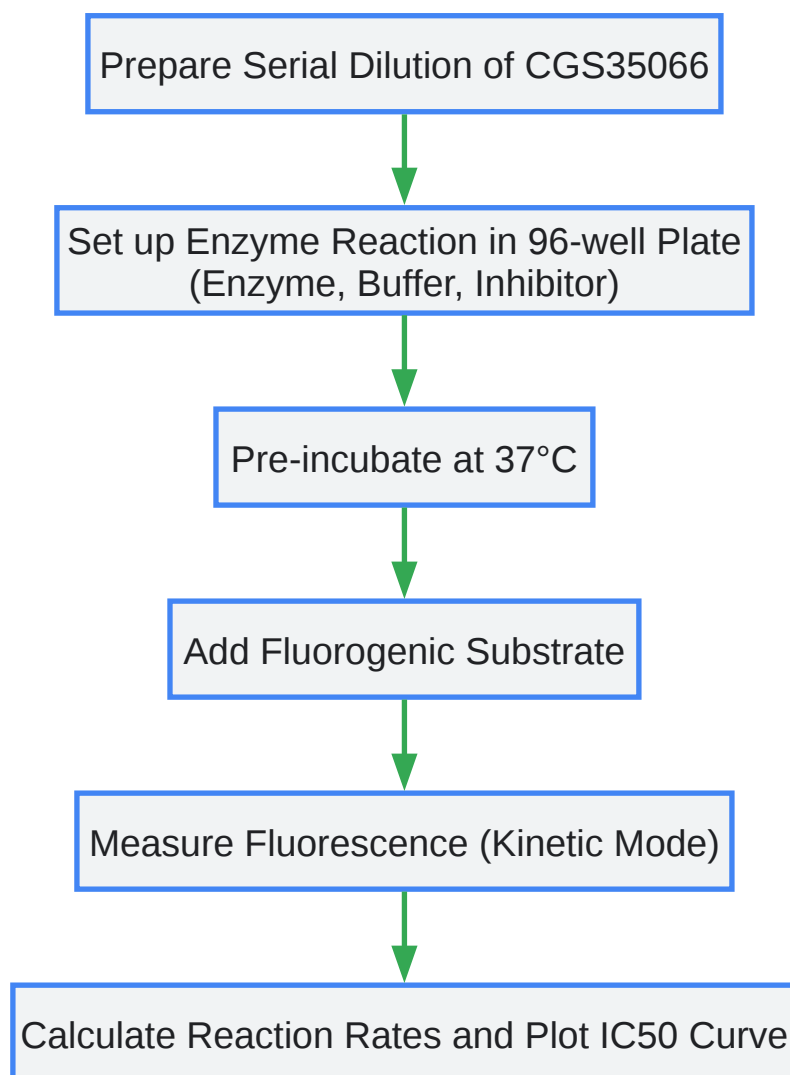 Prepare Serial Dilution of CGS35066
Set up Enzyme Reaction in 96-well Plate
(Enzyme, Buffer, Inhibitor)
Pre-incubate at 37°C
Add Fluorogenic Substrate
Measure Fluorescence (Kinetic Mode)
Calculate Reaction Rates and Plot IC50 Curve